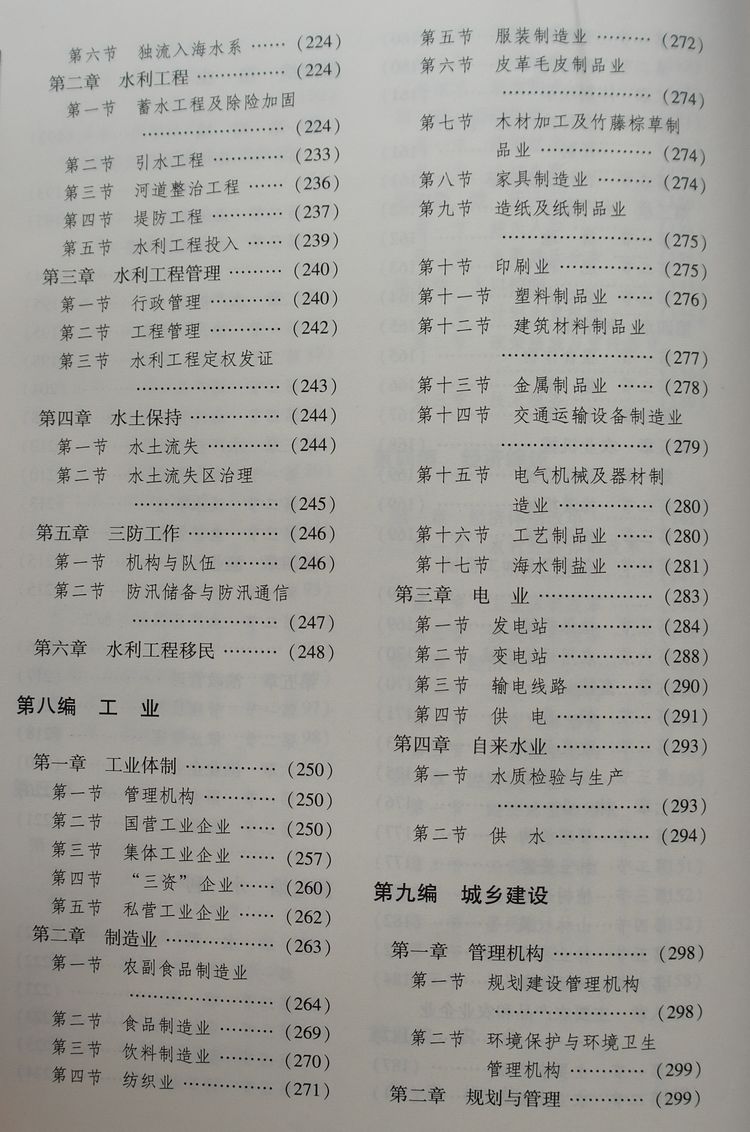 第六节 独流入海水系 …… (224)
第二章 水利工程 …………… (224)
第一节 蓄水工程及除险加固
…………………… (224)
第二节 引水工程 ………… (233)
第三节 河道整治工程 …… (236)
第四节 堤防工程 ………… (237)
第五节 水利工程投入 …… (239)
第三章 水利工程管理 ……… (240)
第一节 行政管理 ………… (240)
第二节 工程管理 ………… (242)
第三节 水利工程定权发证
…………………… (243)
第四章 水土保持 …………… (244)
第一节 水土流失 ………… (244)
第二节 水土流失区治理
…………………… (245)
第五章 三防工作 …………… (246)
第一节 机构与队伍 ……… (246)
第二节 防汛储备与防汛通信
…………………… (247)
第六章 水利工程移民 ……… (248)
第八编 工 业
第一章 工业体制 …………… (250)
第一节 管理机构 ………… (250)
第二节 国营工业企业 …… (250)
第三节 集体工业企业 …… (257)
第四节 “三资”企业 …… (260)
第五节 私营工业企业 …… (262)
第二章 制造业 ……………… (263)
第一节 农副食品制造业
…………………… (264)
第二节 食品制造业 ……… (269)
第三节 饮料制造业 ……… (270)
第四节 纺织业 …………… (271)
第五节 服装制造业 ……… (272)
第六节 皮革毛皮制品业
…………………… (274)
第七节 木材加工及竹藤棕草制
品业 ……………… (274)
第八节 家具制造业 ……… (274)
第九节 造纸及纸制品业
…………………… (275)
第十节 印刷业 …………… (275)
第十一节 塑料制品业 …… (276)
第十二节 建筑材料制品业
…………………… (277)
第十三节 金属制品业 …… (278)
第十四节 交通运输设备制造业
…………………… (279)
第十五节 电气机械及器材制
造业 …………… (280)
第十六节 工艺制品业 …… (280)
第十七节 海水制盐业 …… (281)
第三章 电 业 ……………… (283)
第一节 发电站 …………… (284)
第二节 变电站 …………… (288)
第三节 输电线路 ………… (290)
第四节 供 电 …………… (291)
第四章 自来水业 …………… (293)
第一节 水质检验与生产
…………………… (293)
第二节 供 水 …………… (294)
第九编 城乡建设
第一章 管理机构 …………… (298)
第一节 规划建设管理机构
…………………… (298)
第二节 环境保护与环境卫生
管理机构 ………… (299)
第二章 规划与管理 ………… (299)